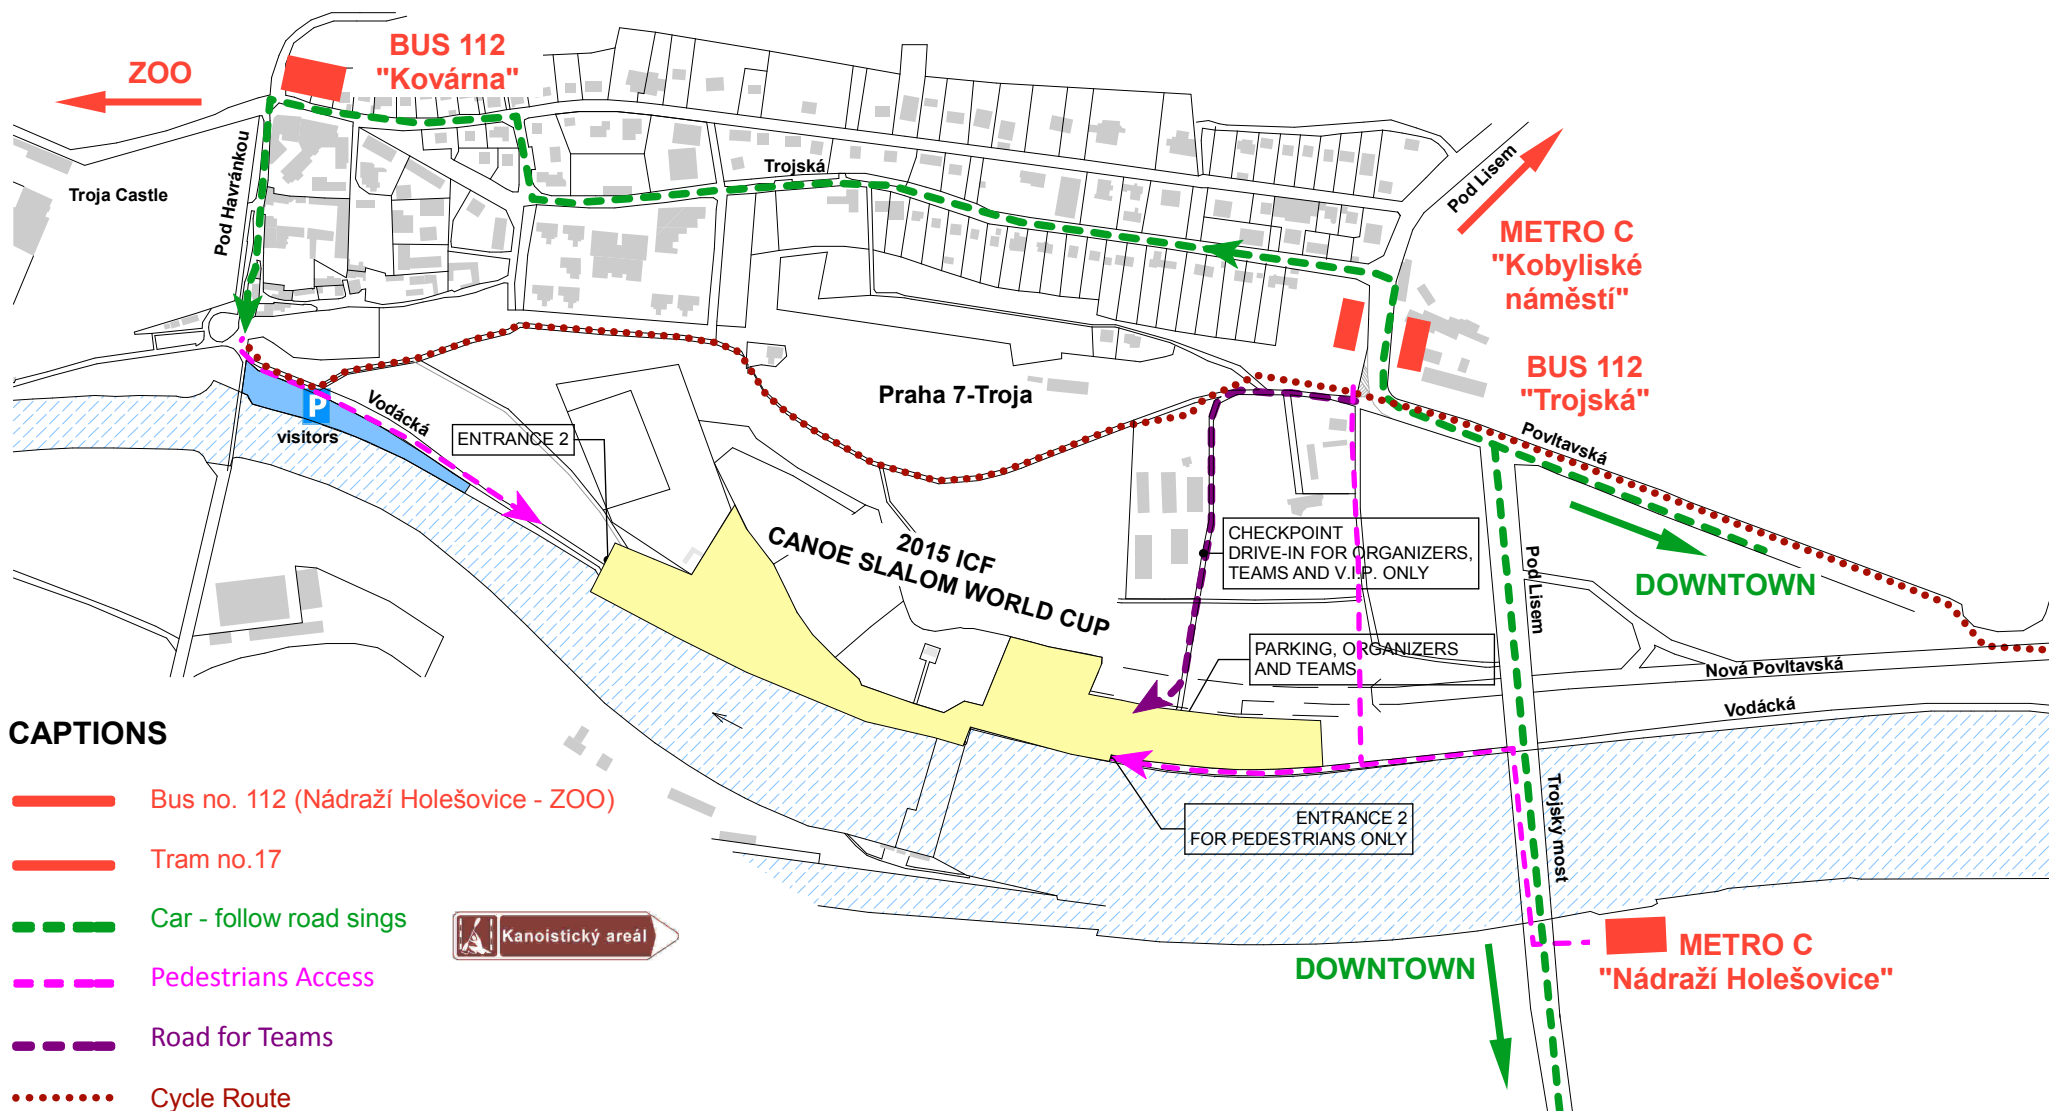 ZOO
BUS 112
"Kovárna"
Troja Castle
Pod Havránkou
Trojská
Pod Lisem
METRO C
"Kobyliské
náměstí"
BUS 112
"Trojská"
Praha 7-Troja
P
visitors
Vodácká
ENTRANCE 2
Povltavská
2015 ICF
CANOE SLALOM WORLD CUP
CHECKPOINT
DRIVE-IN FOR ORGANIZERS,
TEAMS AND V.I.P. ONLY
DOWNTOWN
Pod Lisem
PARKING, ORGANIZERS
AND TEAMS
Nová Povltavská
Vodácká
ENTRANCE 2
FOR PEDESTRIANS ONLY
Trojský most
METRO C
"Nádraží Holešovice"
DOWNTOWN
CAPTIONS
Bus no. 112 (Nádraží Holešovice - ZOO)
Tram no.17
Car - follow road sings
Kanoistický areál
Pedestrians Access
Road for Teams
Cycle Route